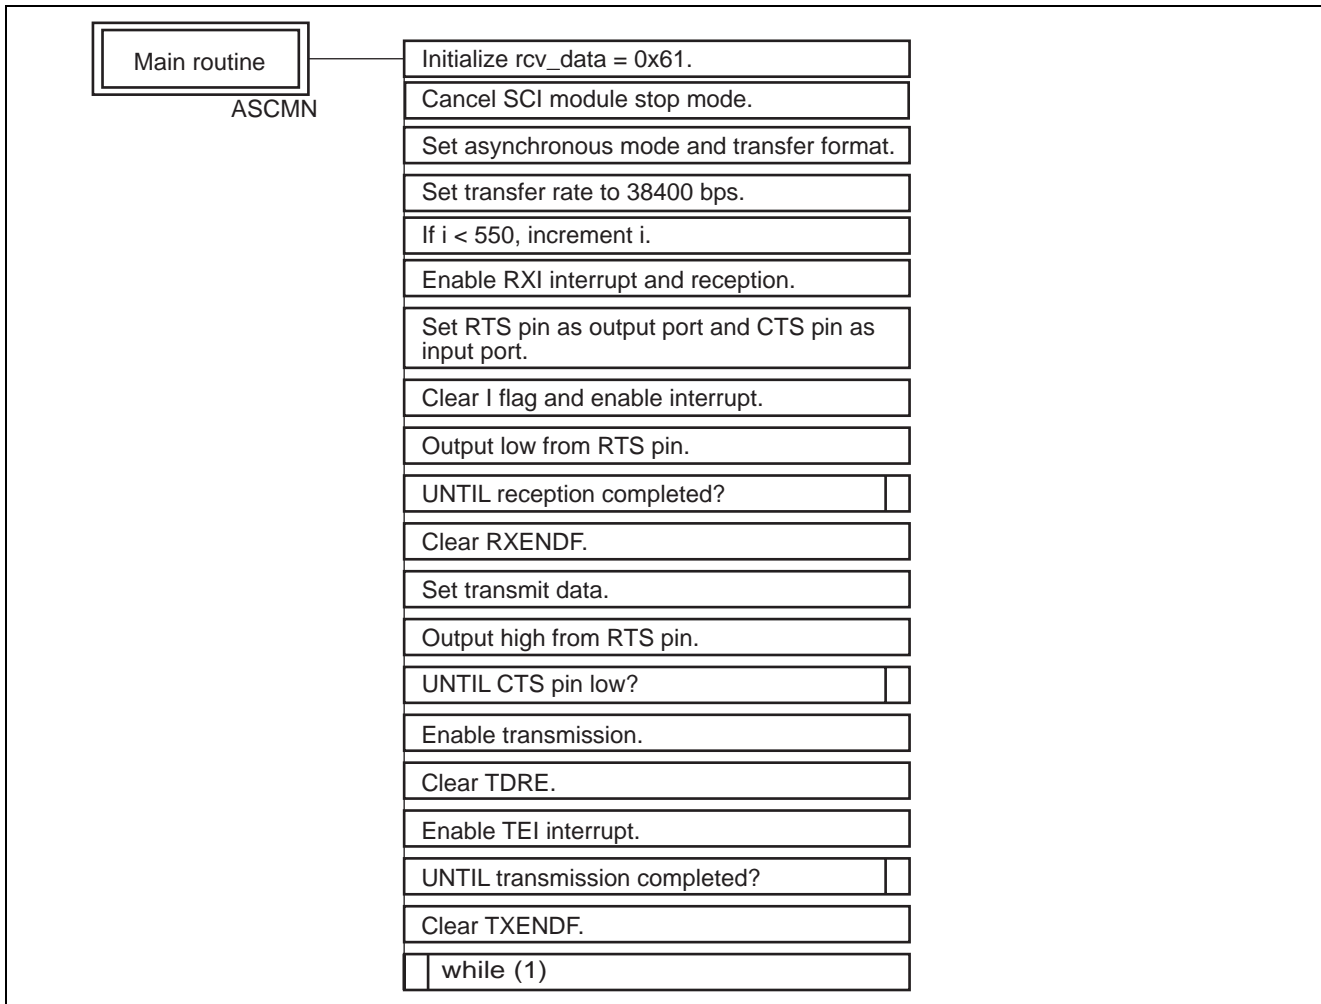 Main routine
ASCMN
Initialize rcv_data = 0x61.
Cancel SCI module stop mode.
Set asynchronous mode and transfer format.
Set transfer rate to 38400 bps.
If i < 550, increment i.
Enable RXI interrupt and reception.
Set RTS pin as output port and CTS pin as
input port.
Clear I flag and enable interrupt.
Output low from RTS pin.
UNTIL reception completed?
Clear RXENDF.
Set transmit data.
Output high from RTS pin.
UNTIL CTS pin low?
Enable transmission.
Clear TDRE.
Enable TEI interrupt.
UNTIL transmission completed?
Clear TXENDF.
while (1)